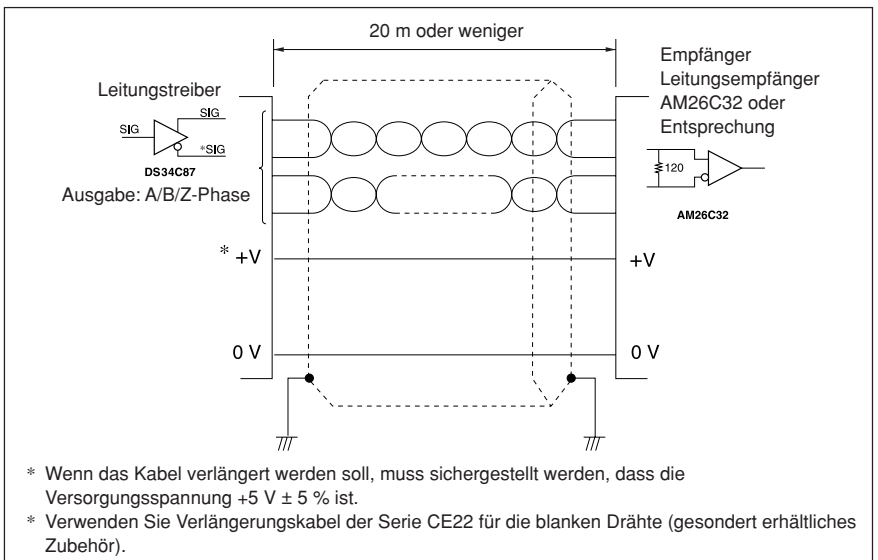 20 m oder weniger
Empfänger
Leitungsempfänger
AM26C32 oder
Entsprechung
Leitungstreiber
SIG
SIG
*SIG
DS34C87
120
AM26C32
Ausgabe: A/B/Z-Phase
* +V
+V
0 V
0 V
* Wenn das Kabel verlängert werden soll, muss sichergestellt werden, dass die
Versorgungsspannung +5 V ± 5 % ist.
* Verwenden Sie Verlängerungskabel der Serie CE22 für die blanken Drähte (gesondert erhältliches
Zubehör).